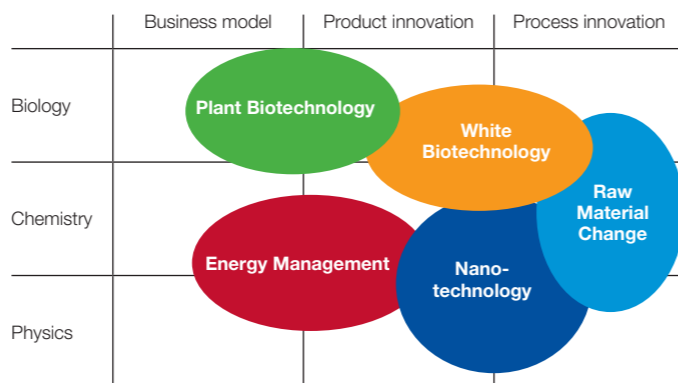 Business model
Product innovation
Process innovation
Biology
Plant Biotechnology
White
Biotechnology
Chemistry
Raw
Material
Change
Energy Management
Nano-
technology
Physics